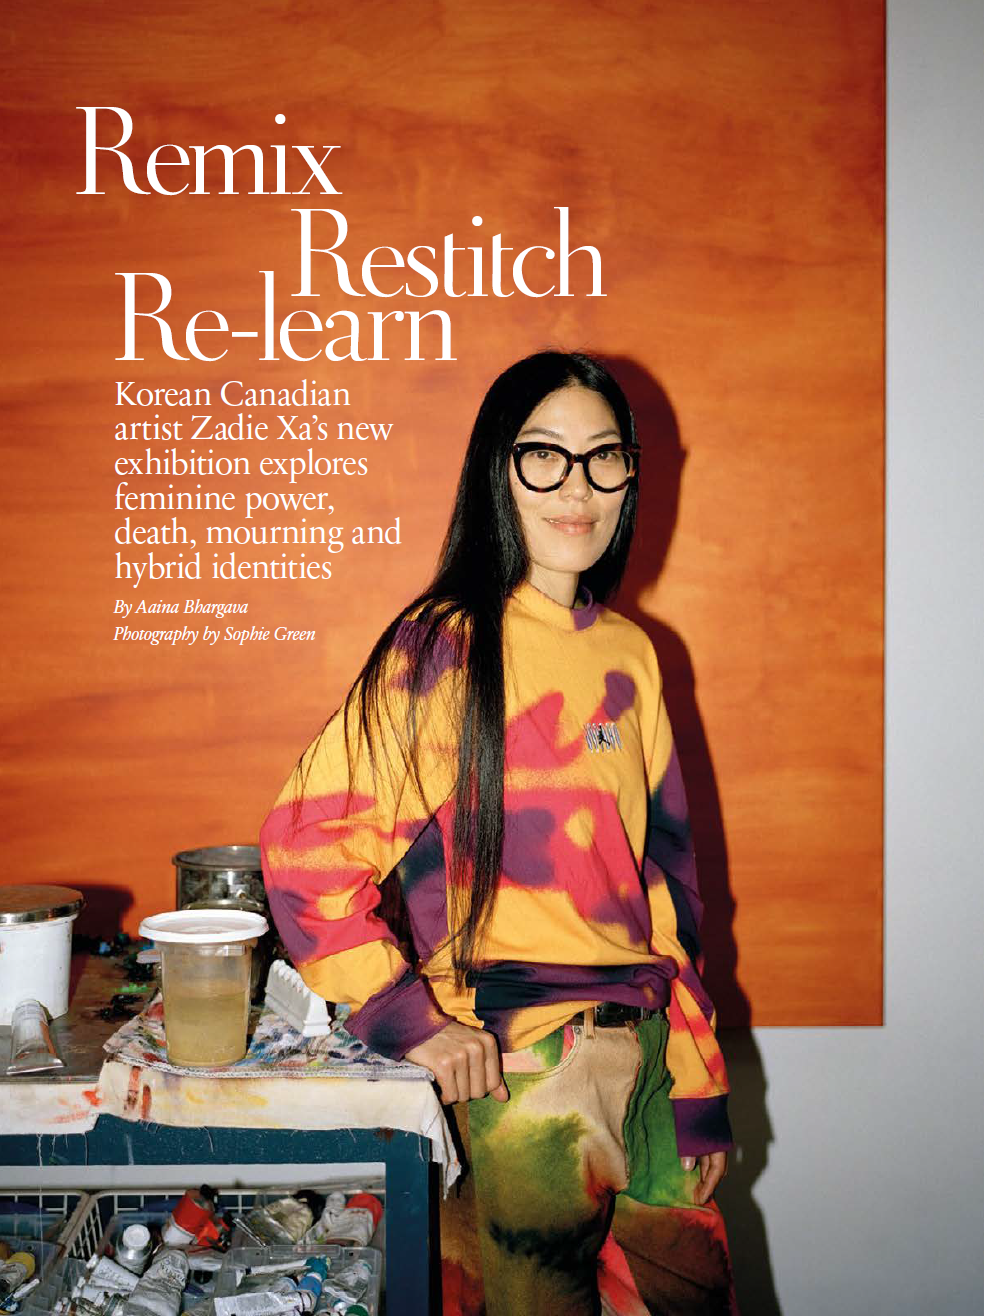 Remix
Restitch
Re-learn
Korean Canadian
artist Zadie Xa’s new
exhibition explores
feminine power,
death, mourning and
hybrid identities
By Aaina Bhargava
Photography by Sophie Green